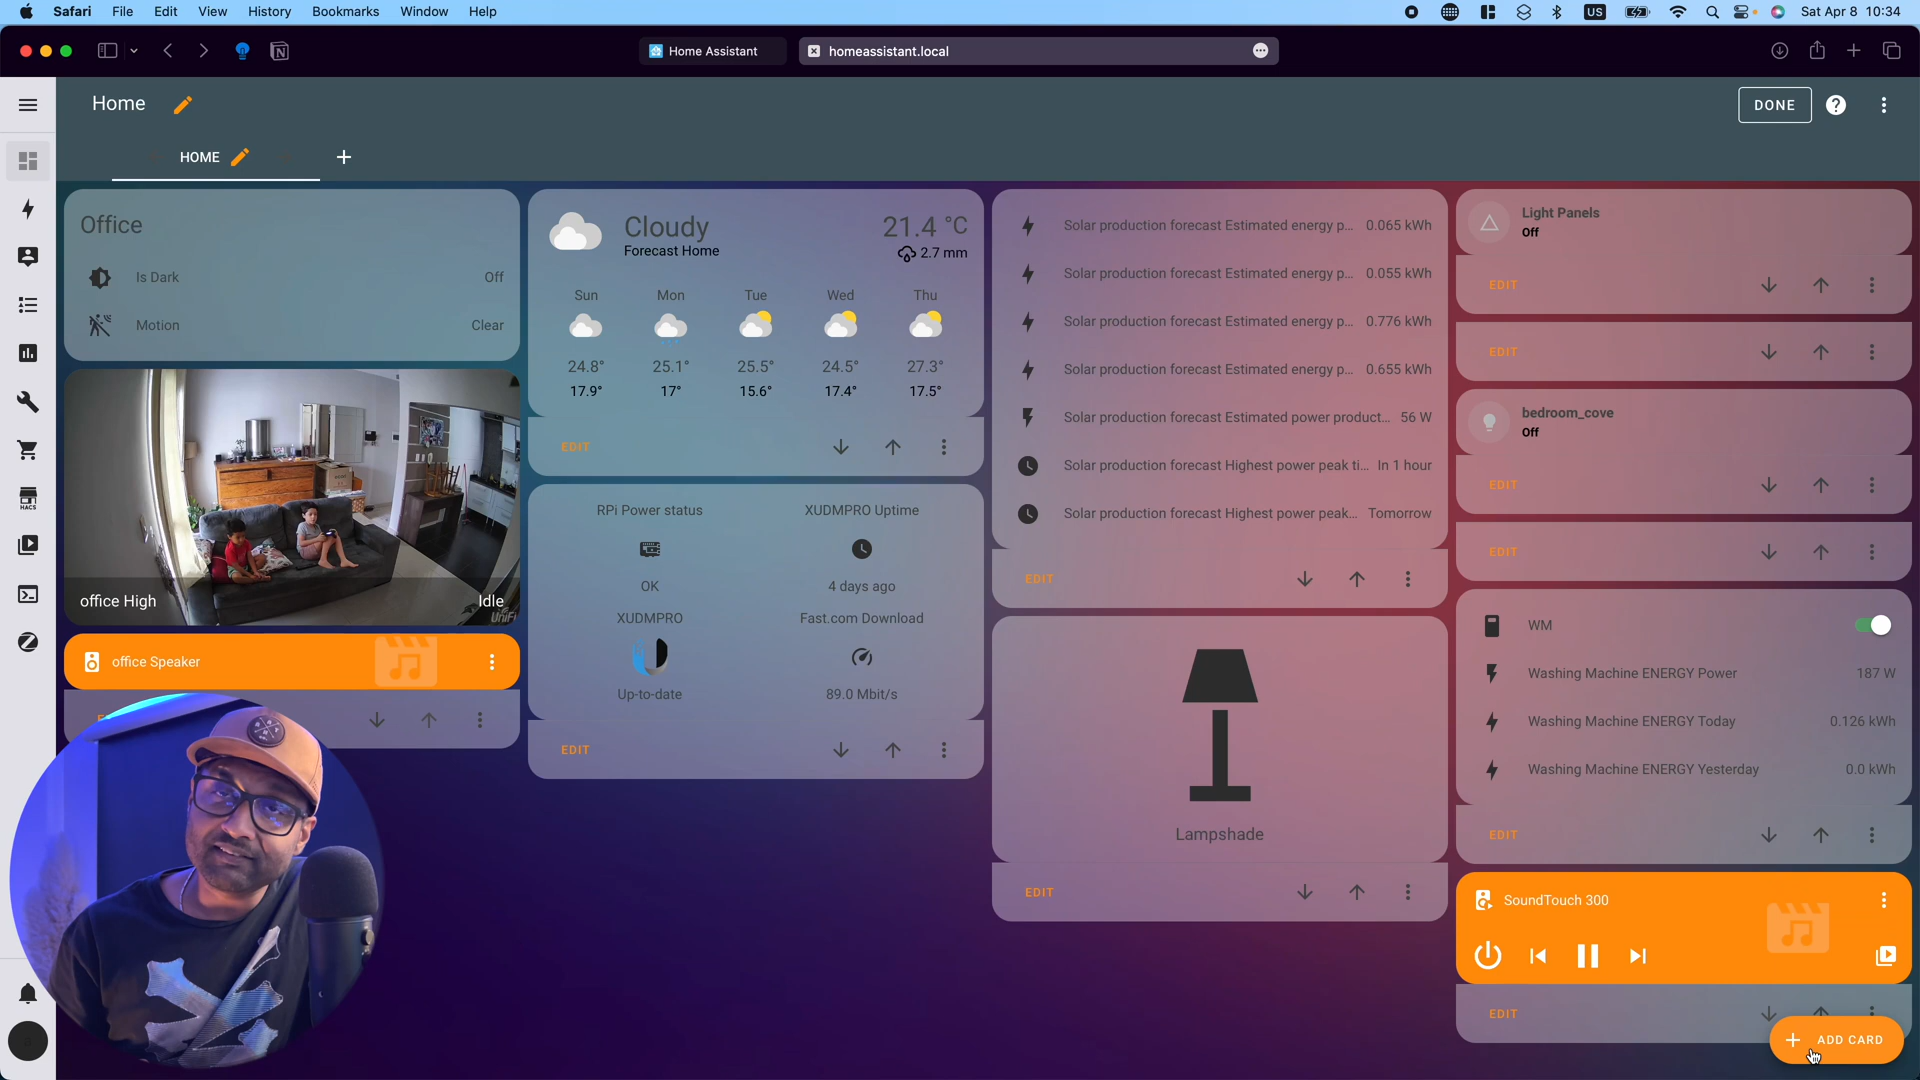 Safari File Edit View History Bookmarks Window Help
US
Sat Apr 8 10:34
Home Assistant
homeassistant.local
Home
DONE
HOME
Office
Is Dark Off
Motion Clear
office High Idle
UniFi
office Speaker
Cloudy 21.4 °C
Forecast Home 2.7 mm
Sun Mon Tue Wed Thu
24.8° 25.1° 25.5° 24.5° 27.3°
17.9° 17° 15.6° 17.4° 17.5°
EDIT
RPi Power status XUDMPRO Uptime
OK 4 days ago
XUDMPRO Fast.com Download
Up-to-date 89.0 Mbit/s
EDIT
Solar production forecast Estimated energy p... 0.065 kWh
Solar production forecast Estimated energy p... 0.055 kWh
Solar production forecast Estimated energy p... 0.776 kWh
Solar production forecast Estimated energy p... 0.655 kWh
Solar production forecast Estimated power product... 56 W
Solar production forecast Highest power peak ti... In 1 hour
Solar production forecast Highest power peak... Tomorrow
EDIT
Lampshade
EDIT
Light Panels
Off
EDIT
EDIT
bedroom_cove
Off
EDIT
EDIT
WM
Washing Machine ENERGY Power 187 W
Washing Machine ENERGY Today 0.126 kWh
Washing Machine ENERGY Yesterday 0.0 kWh
EDIT
SoundTouch 300
EDIT
ADD CARD
HACS